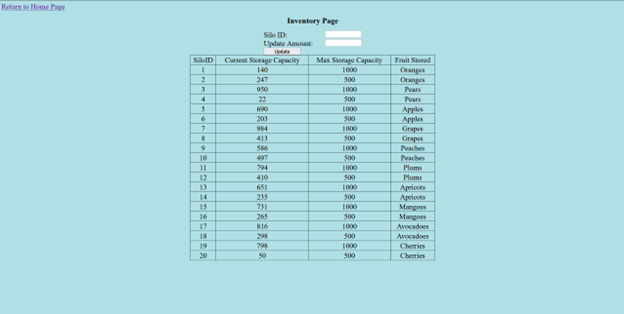 Return to Home Page
Inventory Page
Silo ID:
Update Amount:
Update
SiloID Current Storage Capacity Max Storage Capacity Fruit Stored
1 140 1000 Oranges
2 247 500 Oranges
3 950 1000 Pears
4 22 500 Pears
5 690 1000 Apples
6 203 500 Apples
7 984 1000 Grapes
8 413 500 Grapes
9 586 1000 Peaches
10 497 500 Peaches
11 794 1000 Plums
12 410 500 Plums
13 651 1000 Apricots
14 235 500 Apricots
15 731 1000 Mangoes
16 265 500 Mangoes
17 816 1000 Avocadoes
18 298 500 Avocadoes
19 798 1000 Cherries
20 50 500 Cherries